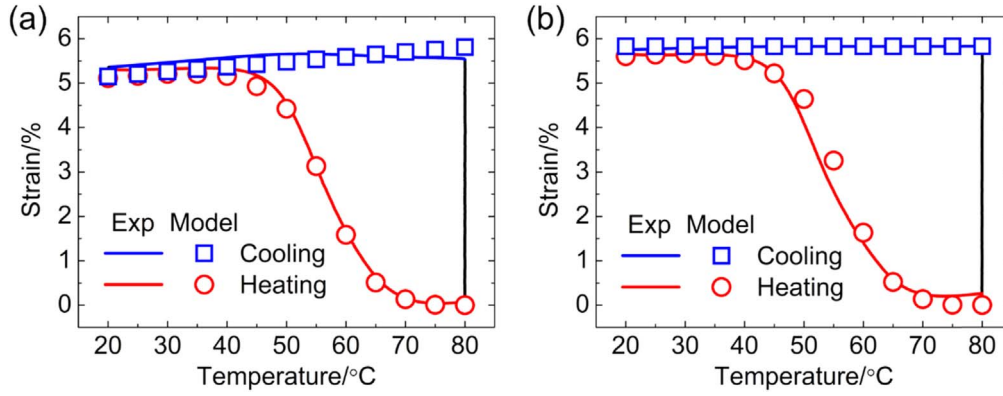 (a)
6
5
4
3
2
1
0
Strain/%
Exp Model
Cooling
Heating
20 30 40 50 60 70 80
Temperature/°C
(b)
6
5
4
3
2
1
0
Strain/%
Exp Model
Cooling
Heating
20 30 40 50 60 70 80
Temperature/°C